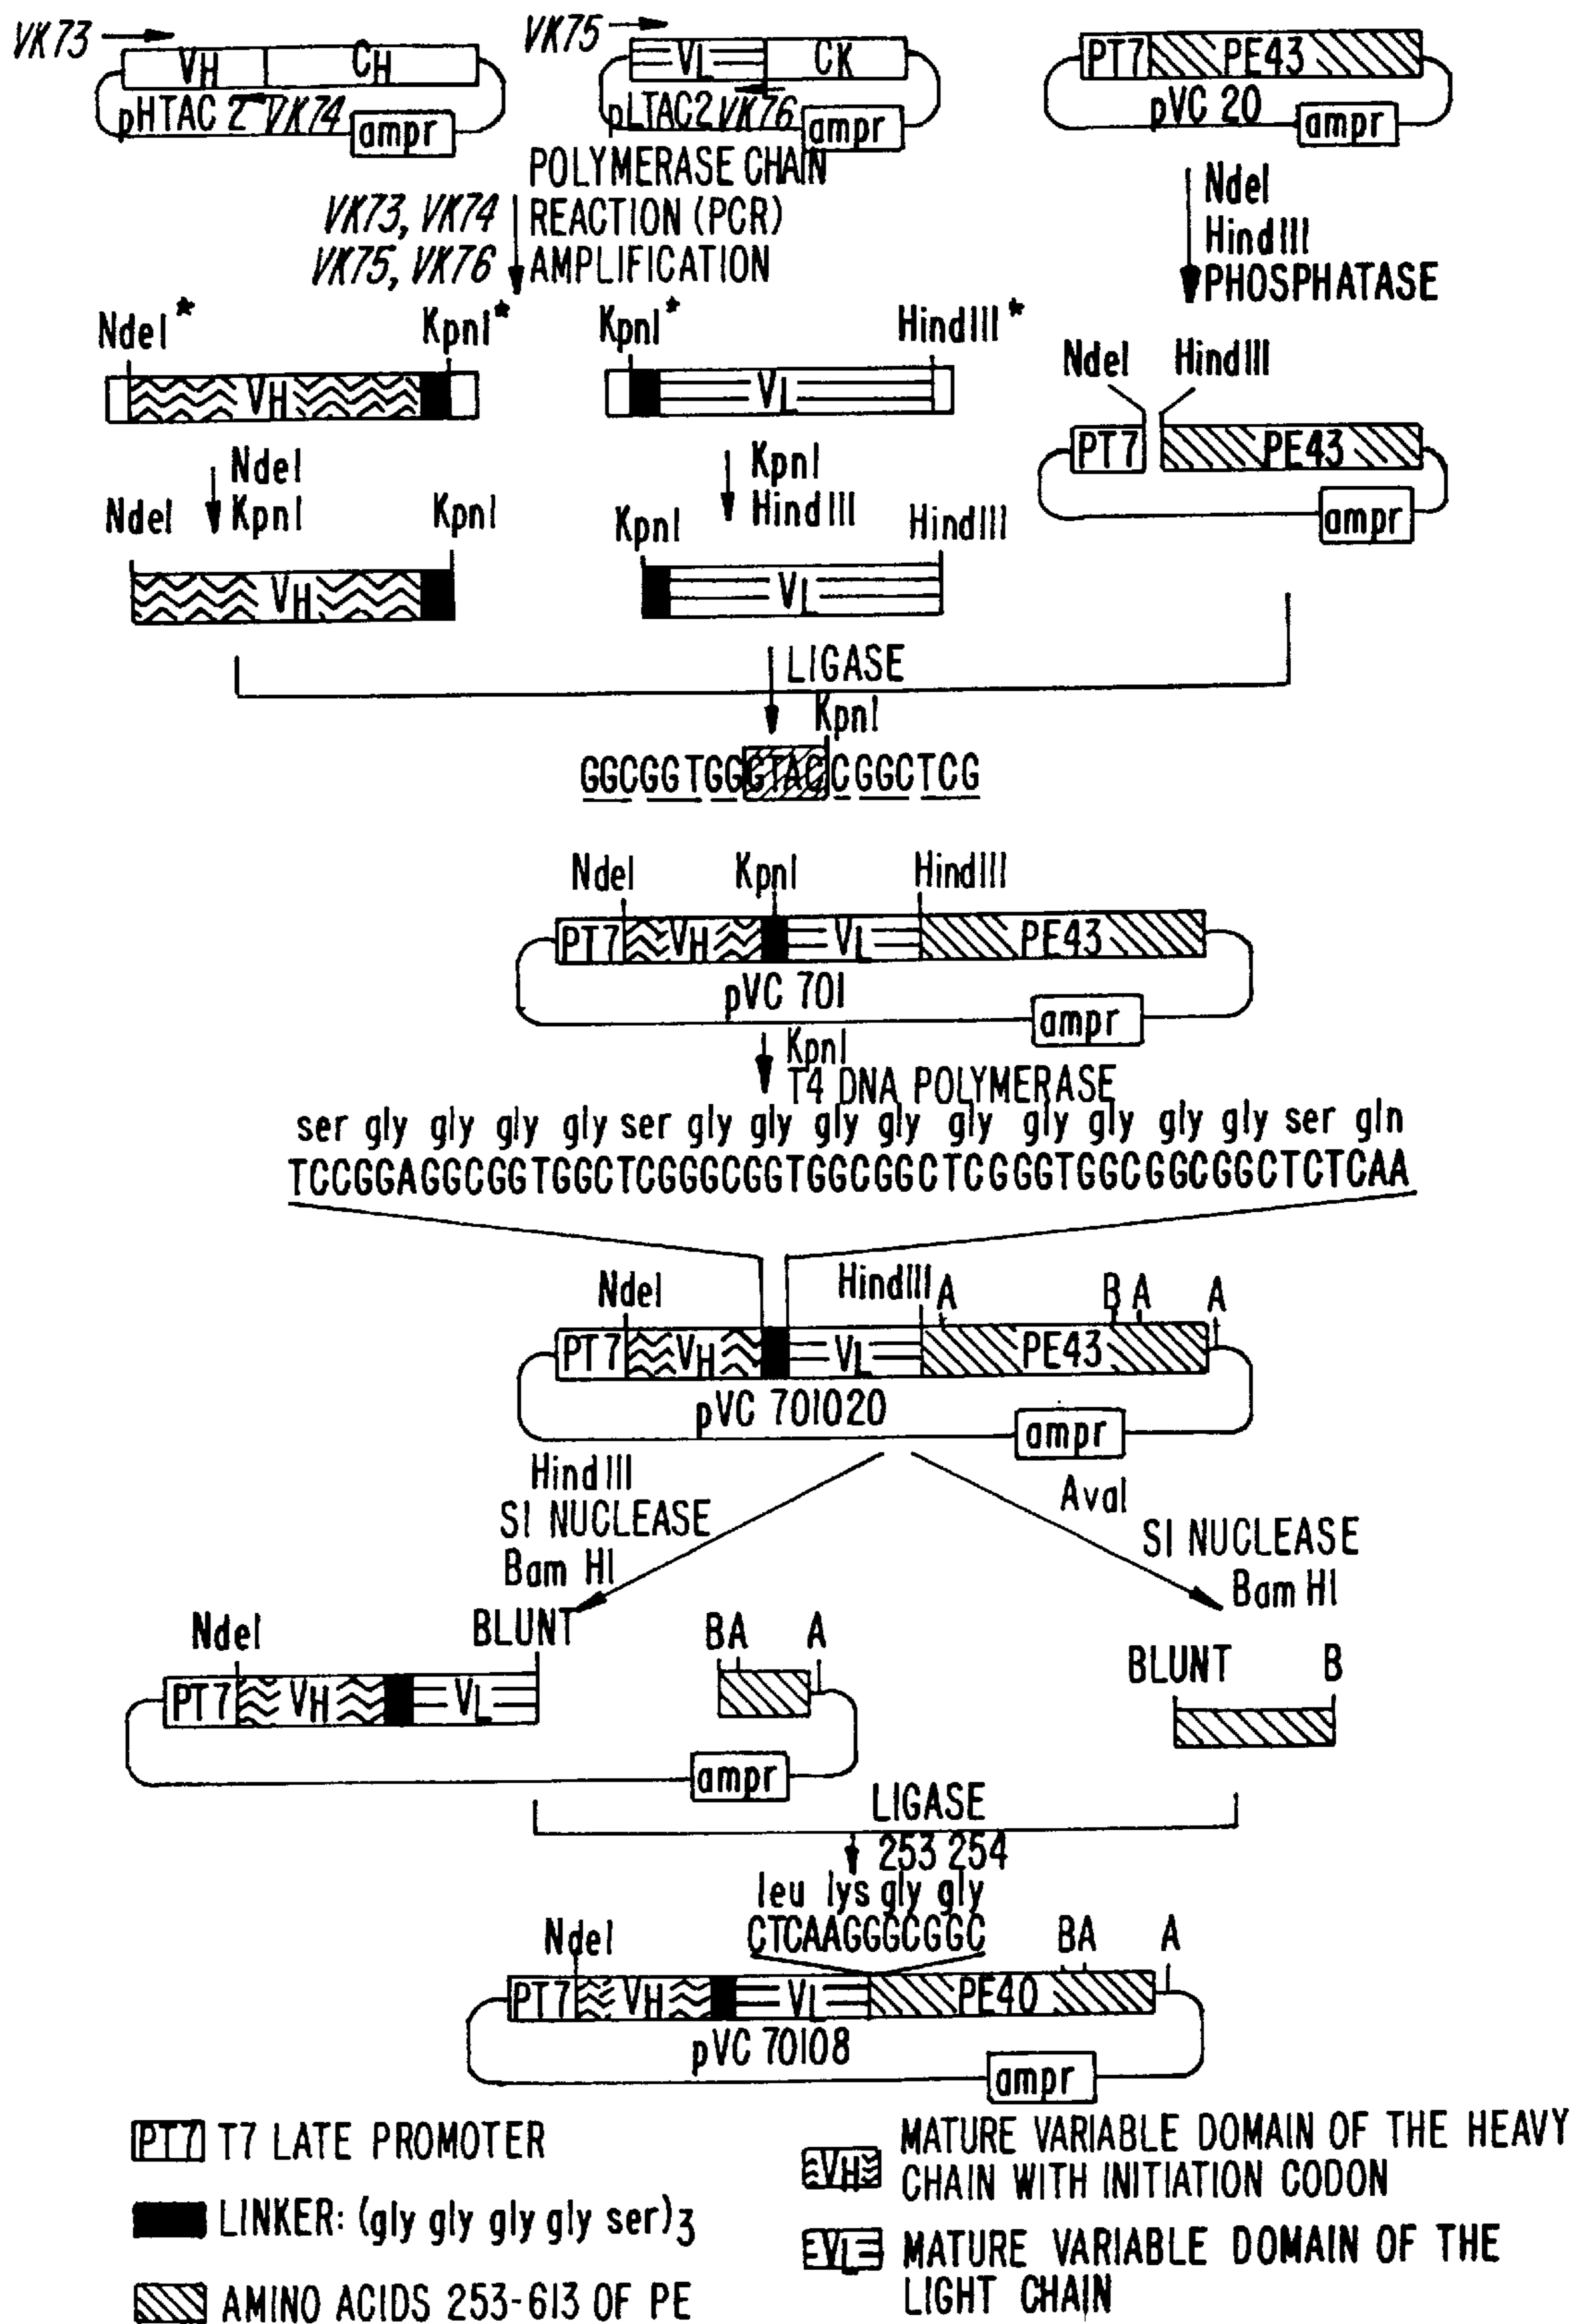 VK73
VH CH
pHTAC 2 VK74 ampr
VK75
VL CK
pLTAC2 VK76 ampr
PT7 PE43
pVC 20 ampr
POLYMERASE CHAIN
VK73, VK74 REACTION (PCR)
VK75, VK76 AMPLIFICATION
NdeI
HindIII
PHOSPHATASE
NdeI* KpnI* KpnI* HindIII*
VH VL
NdeI HindIII
PT7 PE43
ampr
NdeI
KpnI
KpnI
HindIII
NdeI KpnI KpnI HindIII
VH VL
LIGASE
KpnI
GGCGGTGGGTACCGGCTCG
NdeI KpnI HindIII
PT7 VH VL PE43
pVC 701
ampr
KpnI
T4 DNA POLYMERASE
ser gly gly gly gly ser gly gly gly gly gly gly gly gly gly ser gln
TCCGGAGGCGGTGGCTCGGGCGGTGGCGGCTCGGGTGGCGGCGGCTCTCAA
NdeI HindIII A B A A
PT7 VH VL PE43
pVC 701020
ampr
HindIII
SI NUCLEASE
Bam HI
AvaI
SI NUCLEASE
Bam HI
NdeI BLUNT BA A
PT7 VH VL
ampr
BLUNT B
LIGASE
253 254
leu lys gly gly
CTCAAGGGCGGC
NdeI BA A
PT7 VH VL PE40
pVC 70108
ampr
PT7 T7 LATE PROMOTER
LINKER: (gly gly gly gly ser)3
AMINO ACIDS 253-613 OF PE
VH MATURE VARIABLE DOMAIN OF THE HEAVY
CHAIN WITH INITIATION CODON
VL MATURE VARIABLE DOMAIN OF THE
LIGHT CHAIN